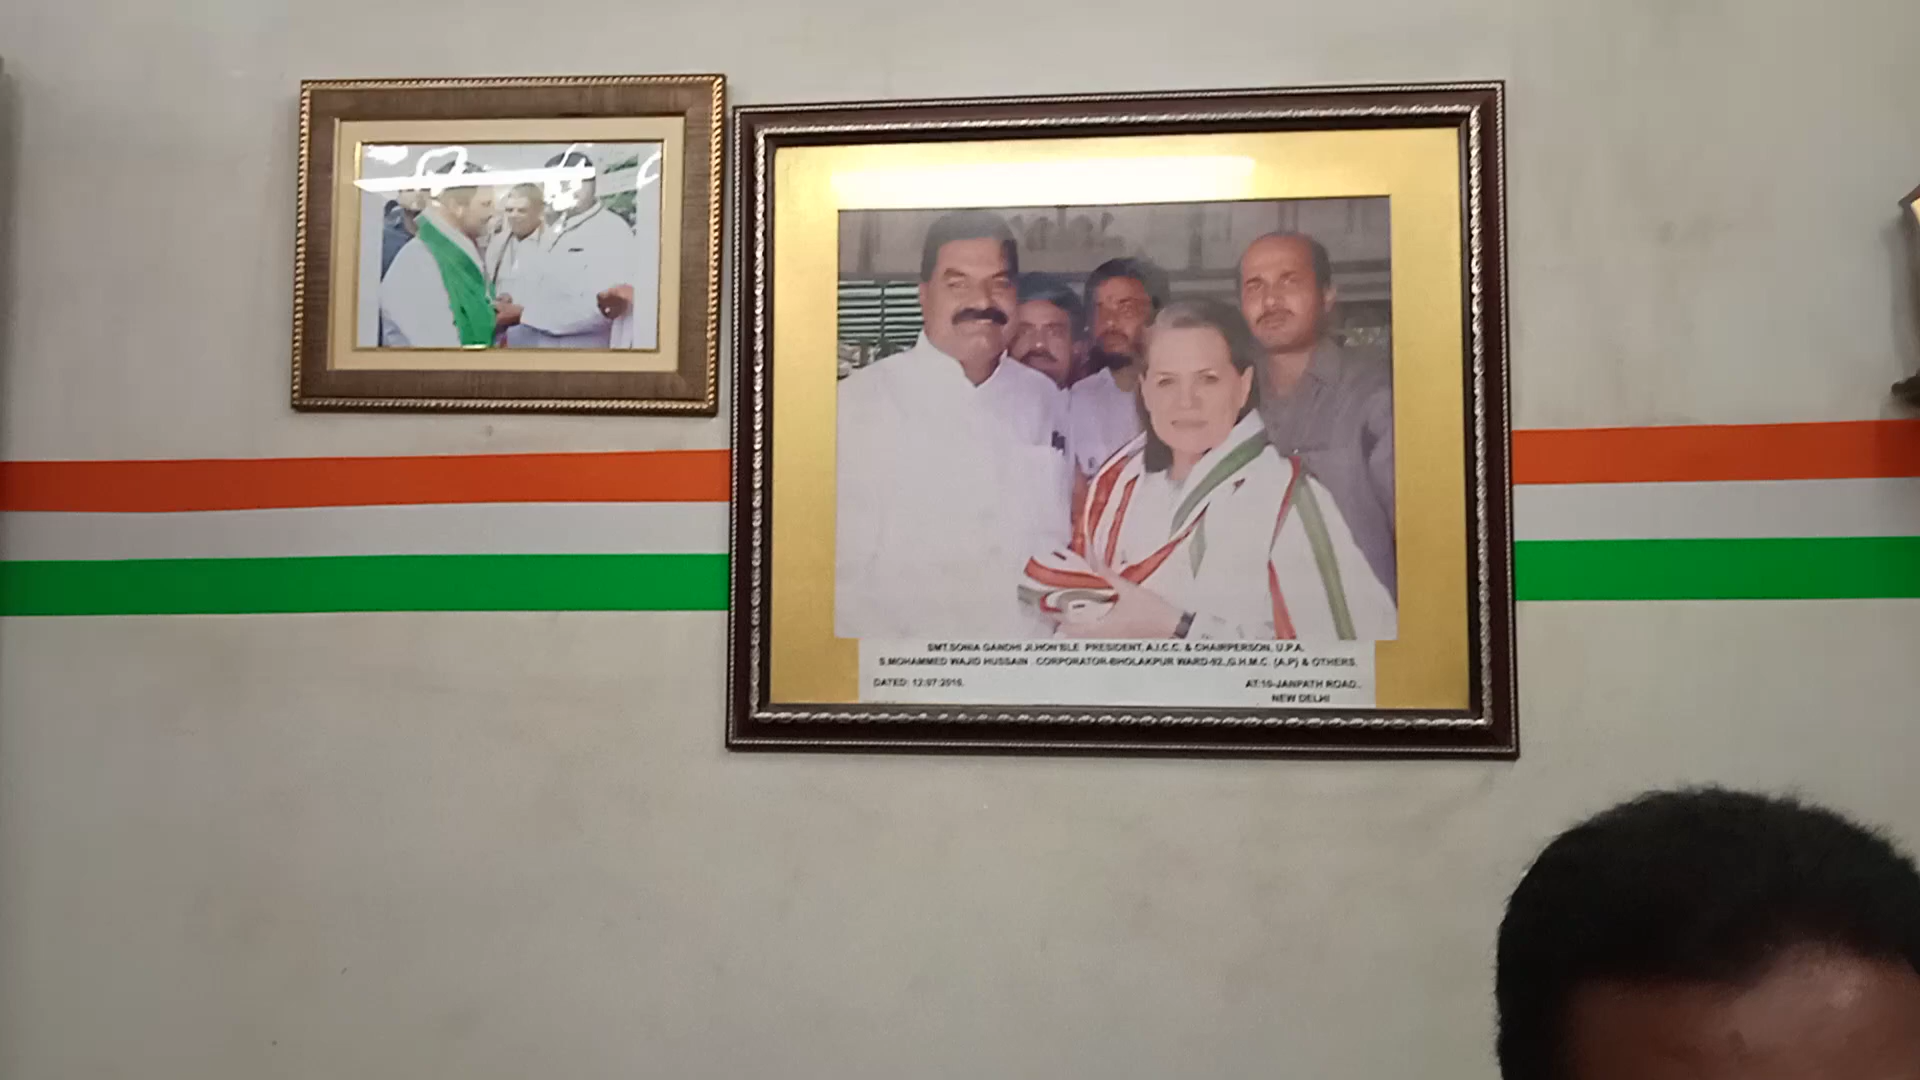 SMT.SONIA GANDHI JI.HON'BLE PRESIDENT, A.I.C.C. & CHAIRPERSON, U.P.A.
S.MOHAMMED WAJID HUSSAIN . CORPORATOR-BHOLAKPUR WARD-92.,G.H.M.C. (A.P) & OTHERS.
DATED: 12:07:2015. AT:10-JANPATH ROAD.,
NEW DELHI